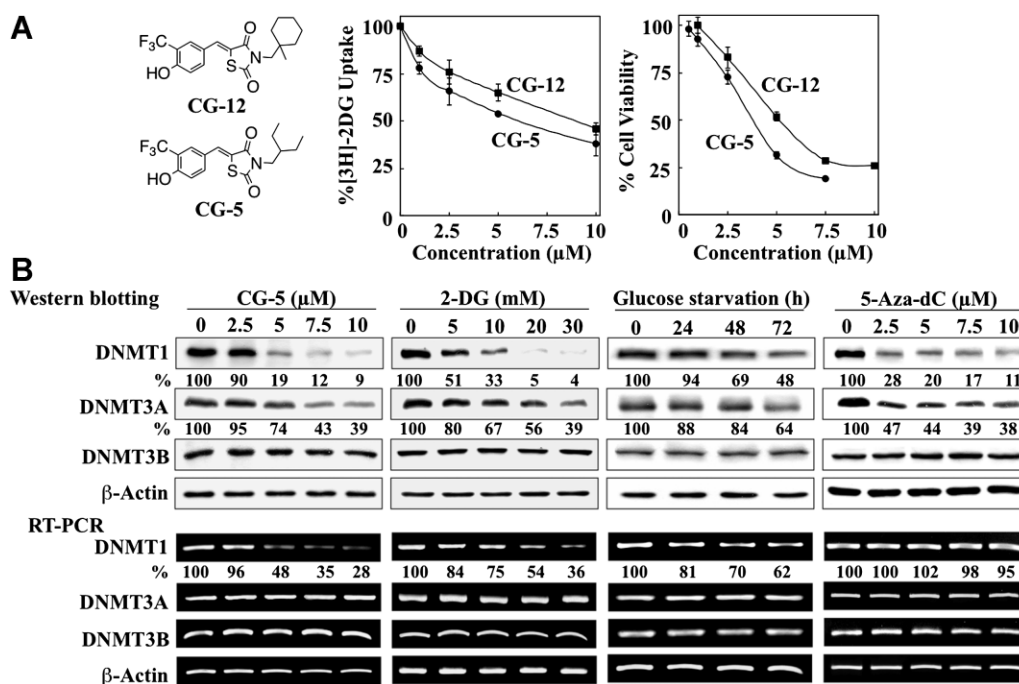 A
F₃C
HO
O
N
S
O
CG-12
F₃C
HO
O
N
S
O
CG-5
%[3H]-2DG Uptake
100
75
50
25
0
0 2.5 5 7.5 10
Concentration (µM)
CG-12
CG-5
% Cell Viability
100
75
50
25
0
2.5 5 7.5 10
Concentration (µM)
CG-12
CG-5
B
Western blotting CG-5 (µM) 2-DG (mM) Glucose starvation (h) 5-Aza-dC (µM)
0 2.5 5 7.5 10 0 5 10 20 30 0 24 48 72 0 2.5 5 7.5 10
DNMT1
% 100 90 19 12 9 100 51 33 5 4 100 94 69 48 100 28 20 17 11
DNMT3A
% 100 95 74 43 39 100 80 67 56 39 100 88 84 64 100 47 44 39 38
DNMT3B
β-Actin
RT-PCR
DNMT1
% 100 96 48 35 28 100 84 75 54 36 100 81 70 62 100 100 102 98 95
DNMT3A
DNMT3B
β-Actin